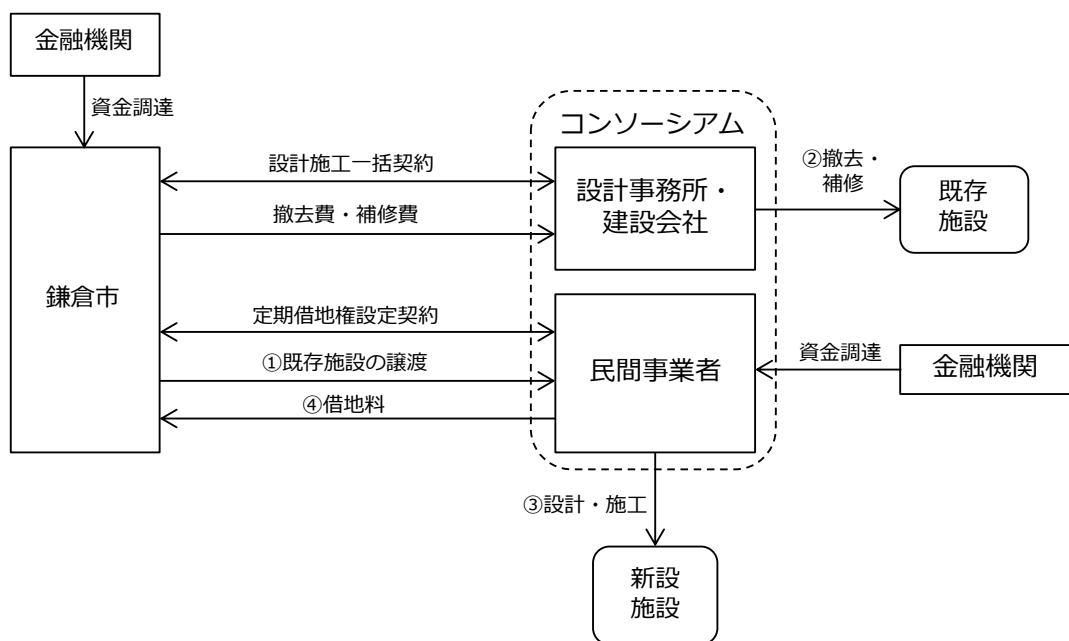 金融機関
資金調達
コンソーシアム
設計施工一括契約
撤去費・補修費
設計事務所・
建設会社
②撤去・
補修
既存
施設
鎌倉市
定期借地権設定契約
①既存施設の譲渡
④借地料
民間事業者
資金調達
金融機関
③設計・施工
新設
施設